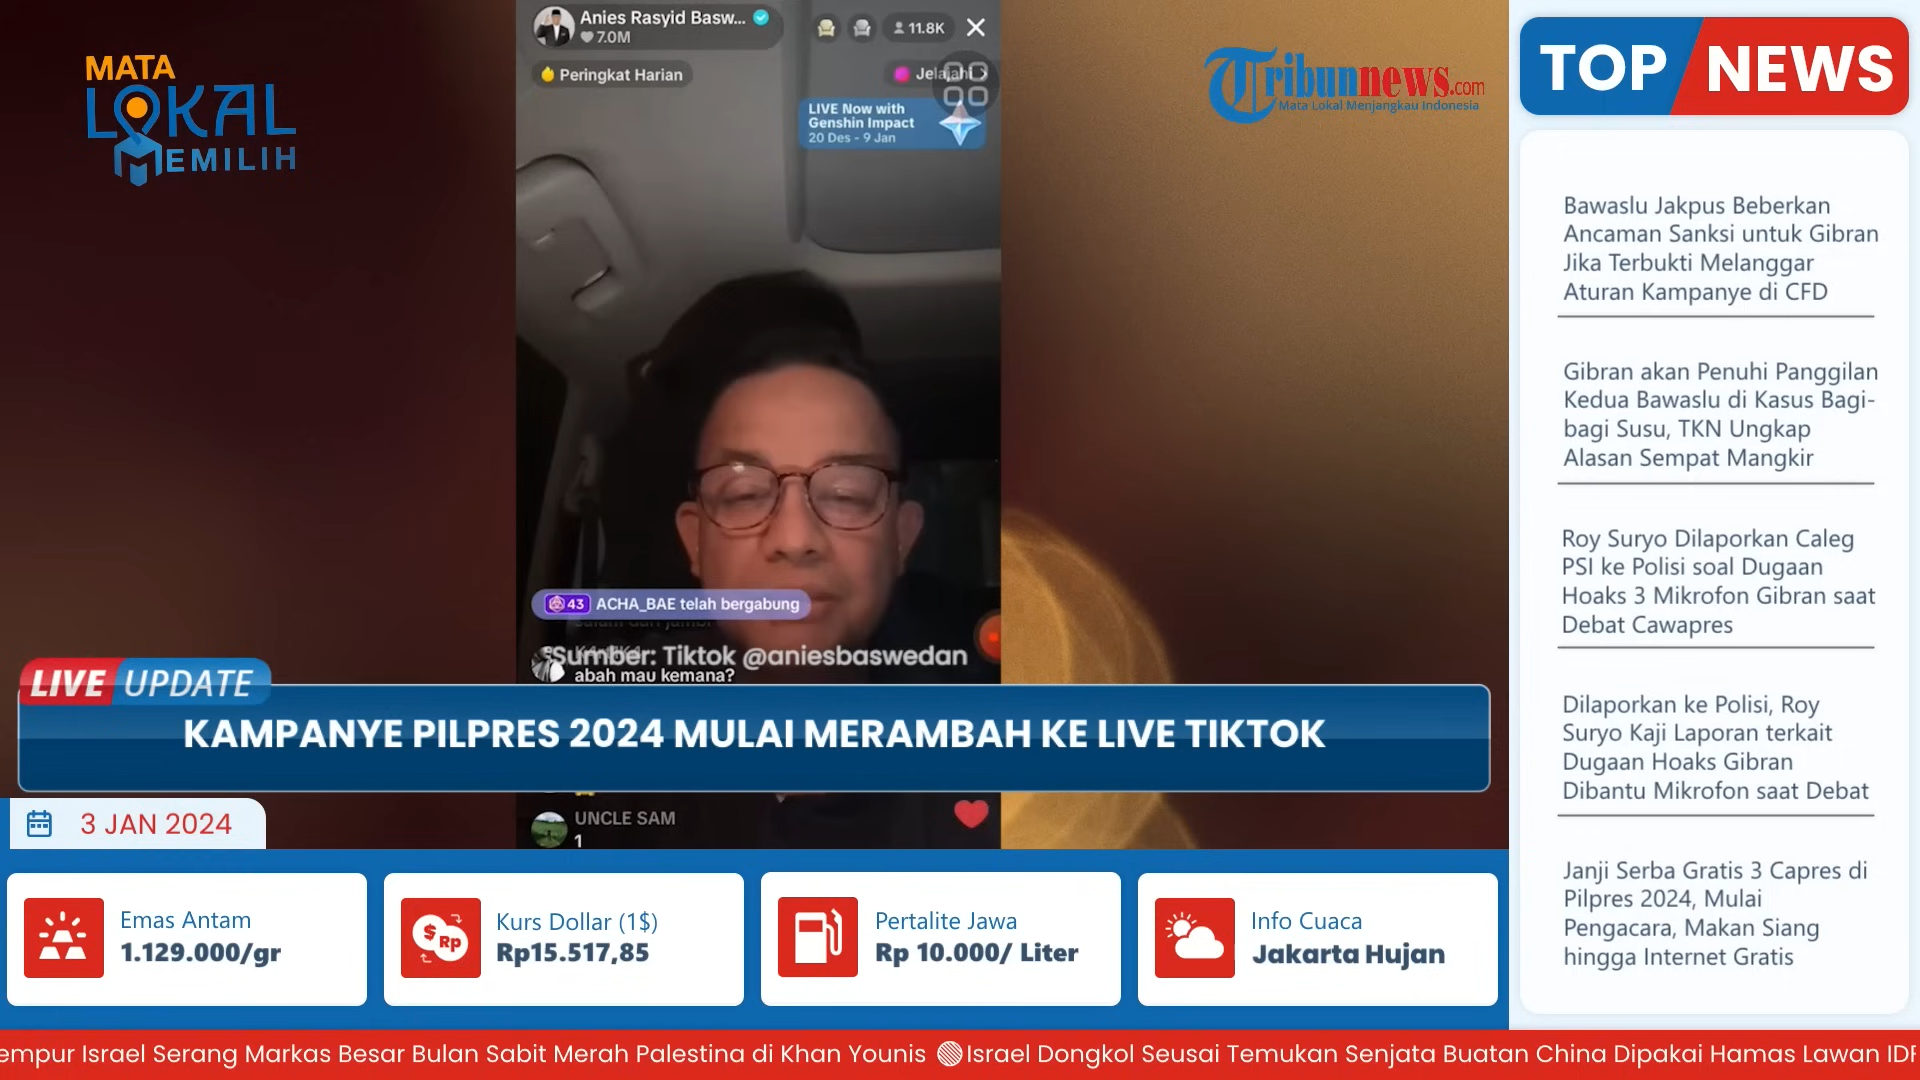 MATA
LOKAL
MEMILIH
Anies Rasyid Basw...
7.0M
11.8K
Peringkat Harian
Jelajahi
LIVE Now with
Genshin Impact
20 Des - 9 Jan
Tribunnews.com
Mata Lokal Menjangkau Indonesia
43 ACHA_BAE telah bergabung
Sumber: Tiktok @aniesbaswedan
abah mau kemana?
LIVE UPDATE
KAMPANYE PILPRES 2024 MULAI MERAMBAH KE LIVE TIKTOK
UNCLE SAM
1
3 JAN 2024
Emas Antam
1.129.000/gr
Kurs Dollar (1$)
Rp15.517,85
Pertalite Jawa
Rp 10.000/ Liter
Info Cuaca
Jakarta Hujan
TOP NEWS
Bawaslu Jakpus Beberkan
Ancaman Sanksi untuk Gibran
Jika Terbukti Melanggar
Aturan Kampanye di CFD
Gibran akan Penuhi Panggilan
Kedua Bawaslu di Kasus Bagi-
bagi Susu, TKN Ungkap
Alasan Sempat Mangkir
Roy Suryo Dilaporkan Caleg
PSI ke Polisi soal Dugaan
Hoaks 3 Mikrofon Gibran saat
Debat Cawapres
Dilaporkan ke Polisi, Roy
Suryo Kaji Laporan terkait
Dugaan Hoaks Gibran
Dibantu Mikrofon saat Debat
Janji Serba Gratis 3 Capres di
Pilpres 2024, Mulai
Pengacara, Makan Siang
hingga Internet Gratis
empur Israel Serang Markas Besar Bulan Sabit Merah Palestina di Khan Younis Israel Dongkol Seusai Temukan Senjata Buatan China Dipakai Hamas Lawan IDF